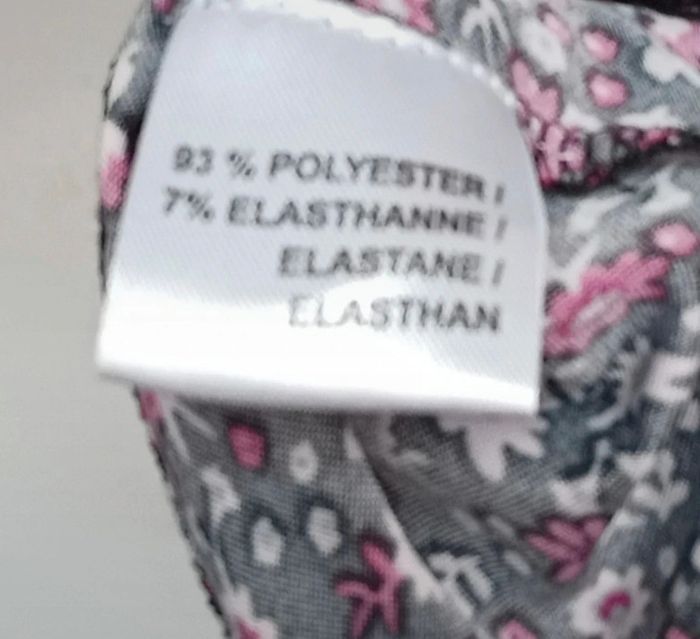 93 % POLYESTER /
7% ELASTHANNE /
ELASTANE /
ELASTHAN